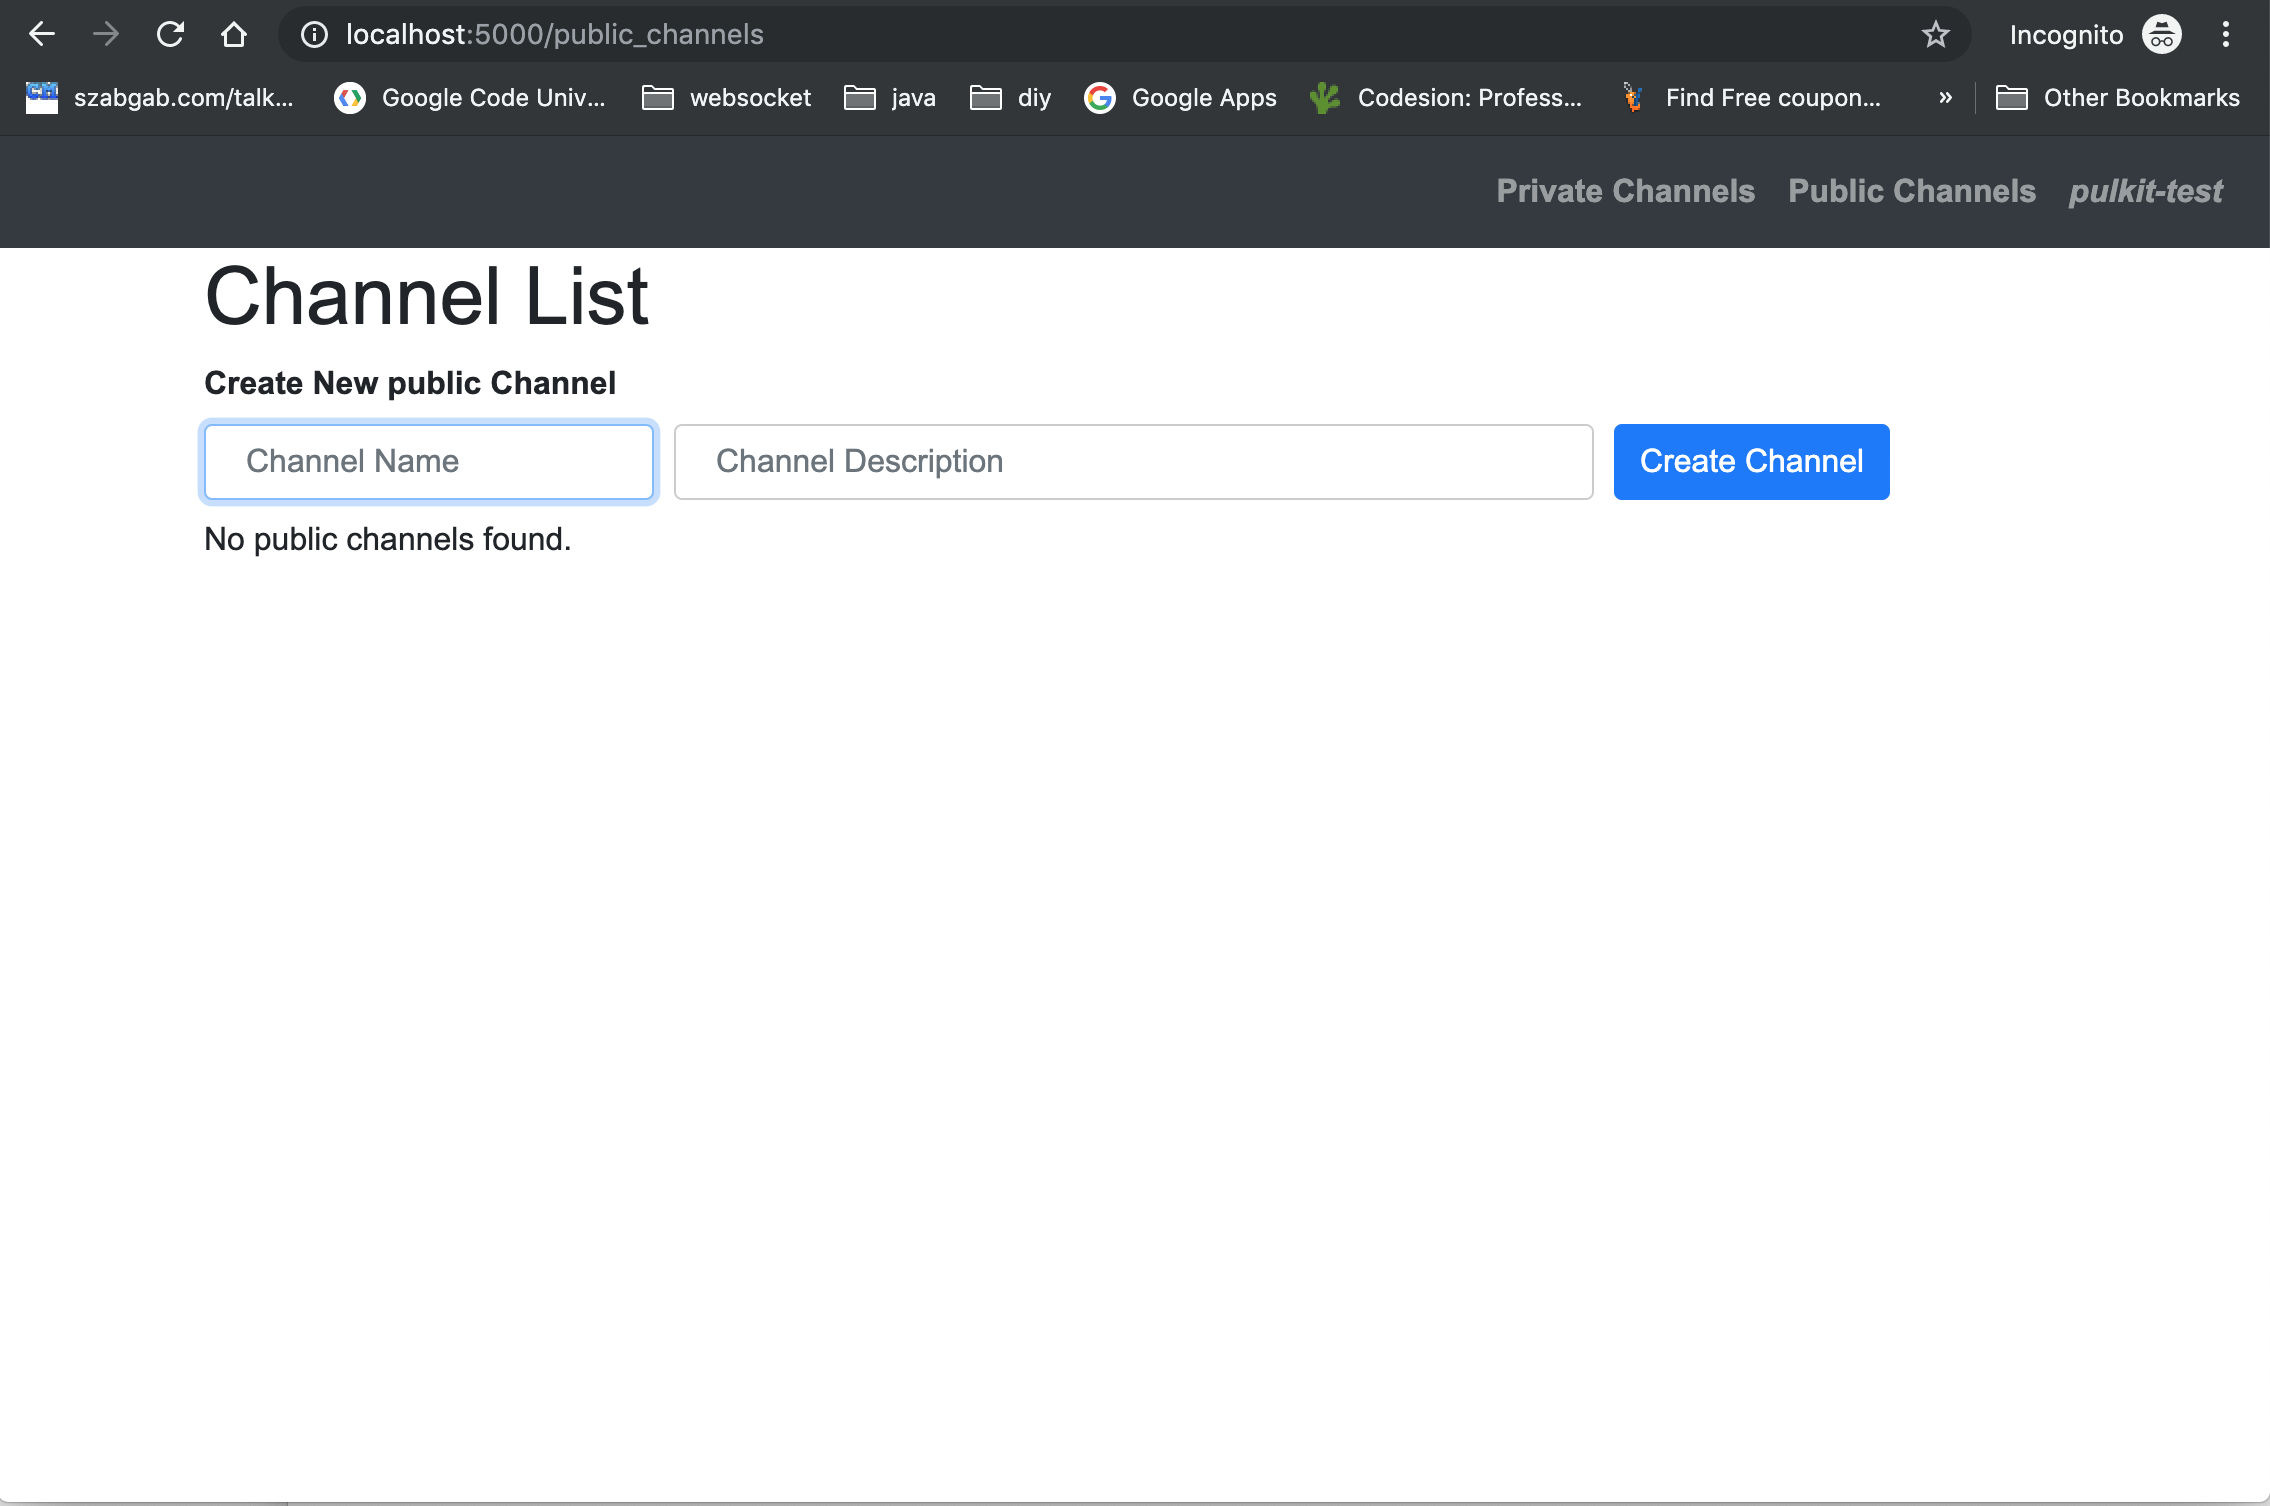 localhost:5000/public_channels
Incognito
szabgab.com/talk...
Google Code Univ...
websocket
java
diy
Google Apps
Codesion: Profess...
Find Free coupon...
»
Other Bookmarks
Private Channels
Public Channels
pulkit-test
Channel List
Create New public Channel
Channel Name
Channel Description
Create Channel
No public channels found.